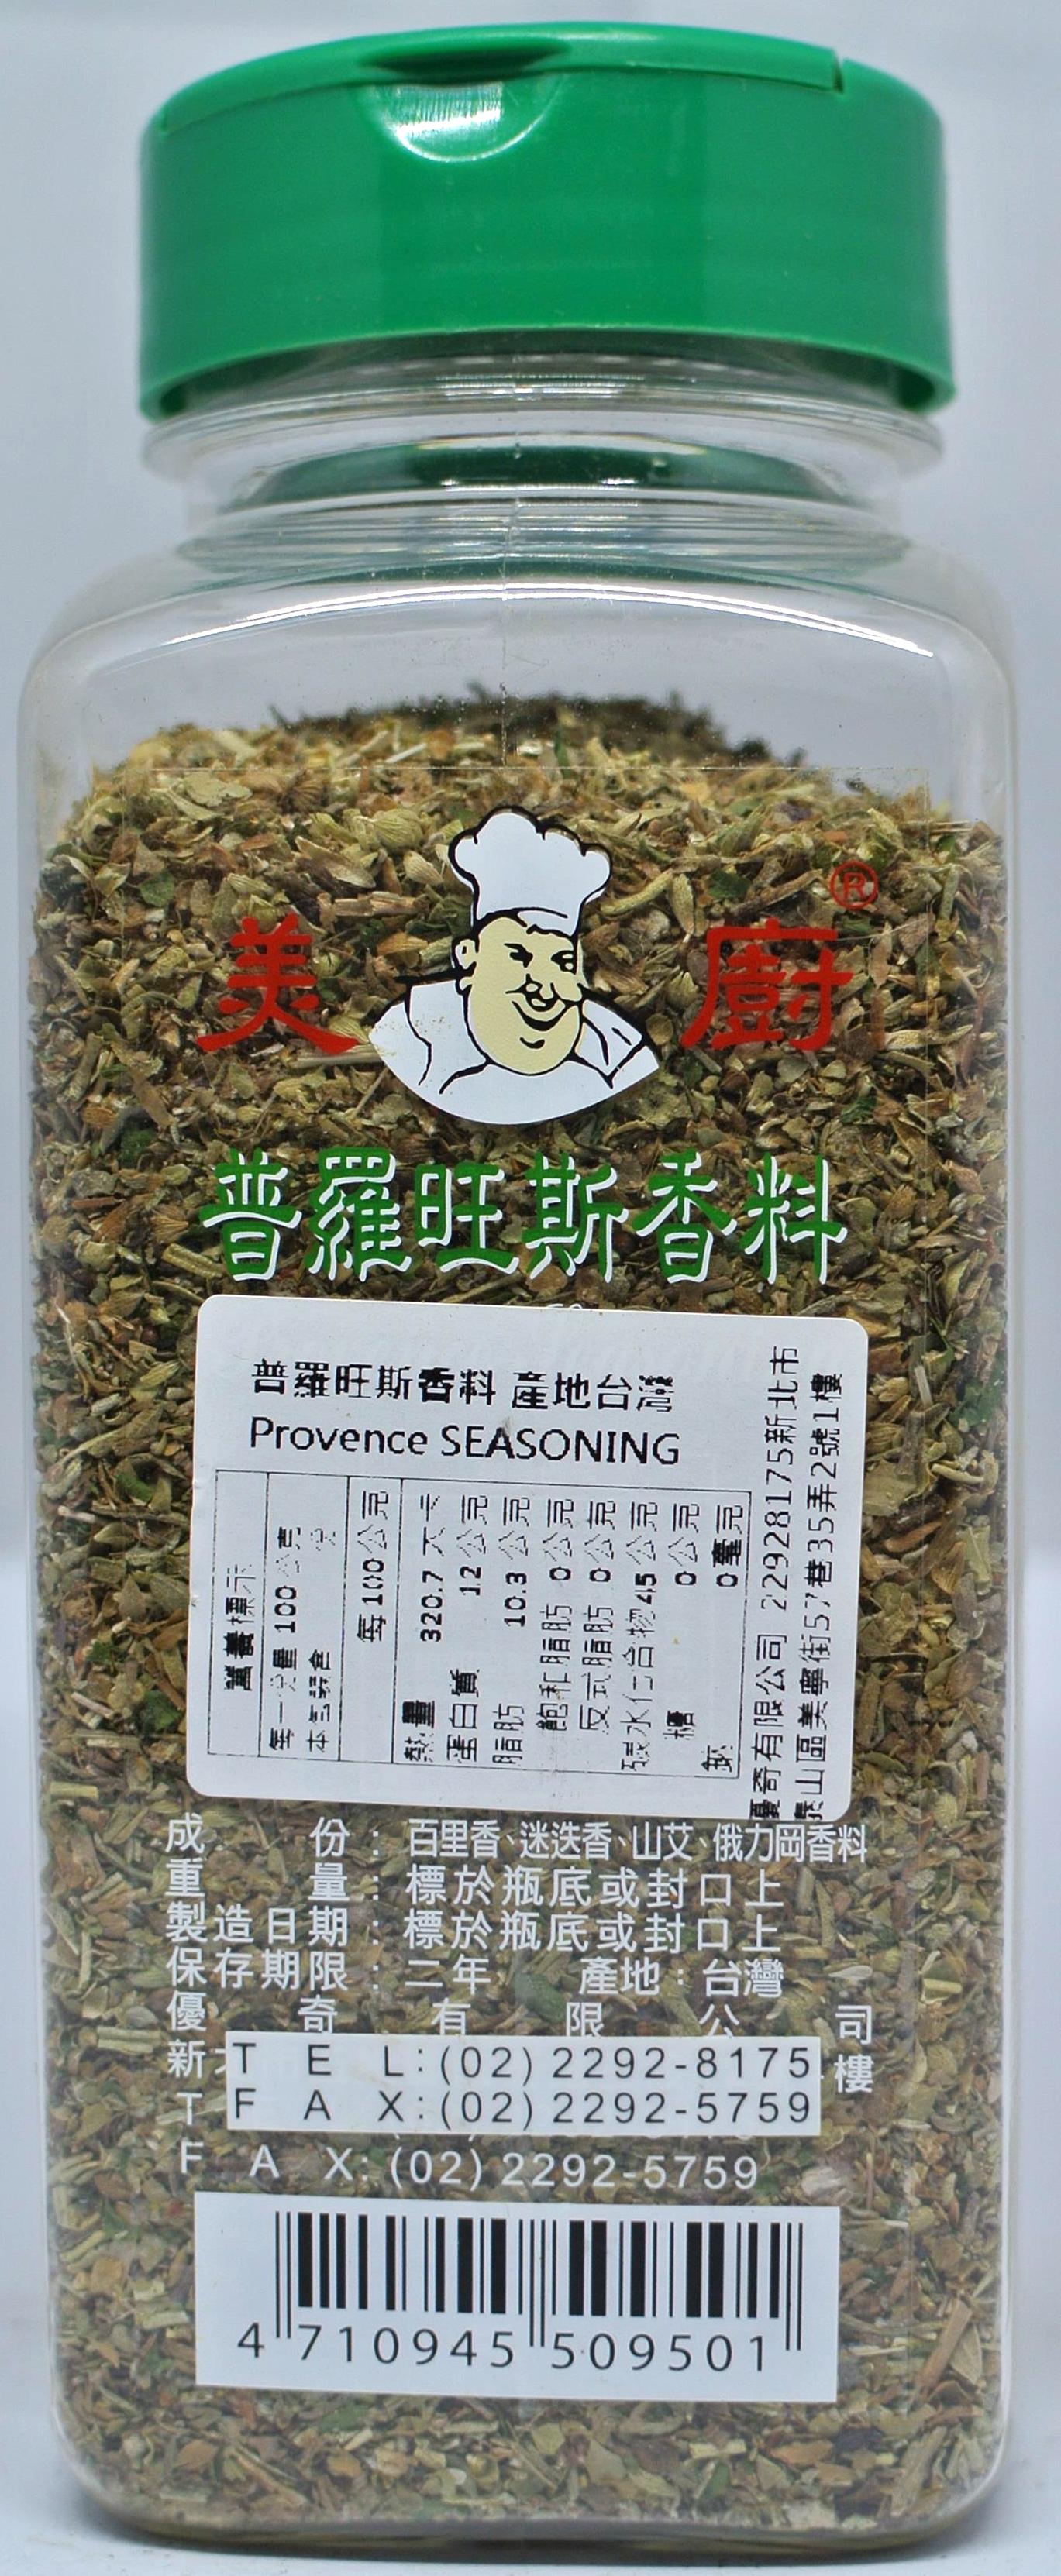 ®
美 廚
普羅旺斯香料
普羅旺斯香料 產地台灣
Provence SEASONING
營養標示
每一份量 100 公克
本包裝含 份
每 100 公克
熱量 320.7 大卡
蛋白質 12 公克
脂肪 10.3 公克
飽和脂肪 0 公克
反式脂肪 0 公克
碳水化合物 45 公克
糖 0 公克
鈉 0 毫克
優奇有限公司 22928175新北市
泰山區美寧街57巷35弄2號1樓
成 份：百里香、迷迭香、山艾、俄力岡香料
重 量：標於瓶底或封口上
製造日期：標於瓶底或封口上
保存期限：二年 產地：台灣
優奇有限公司
新 樓
T E L:(02)2292-8175
T
F A X:(02)2292-5759
F A X:(02)2292-5759
4 710945 509501